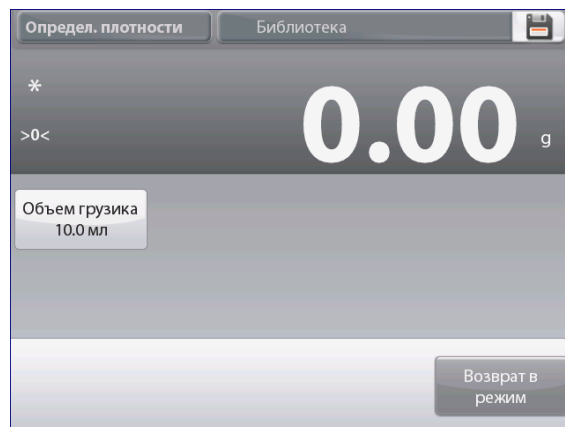 Определ. плотности
Библиотека
*
>0<
0.00 g
Объем грузика
10.0 мл
Возврат в
режим